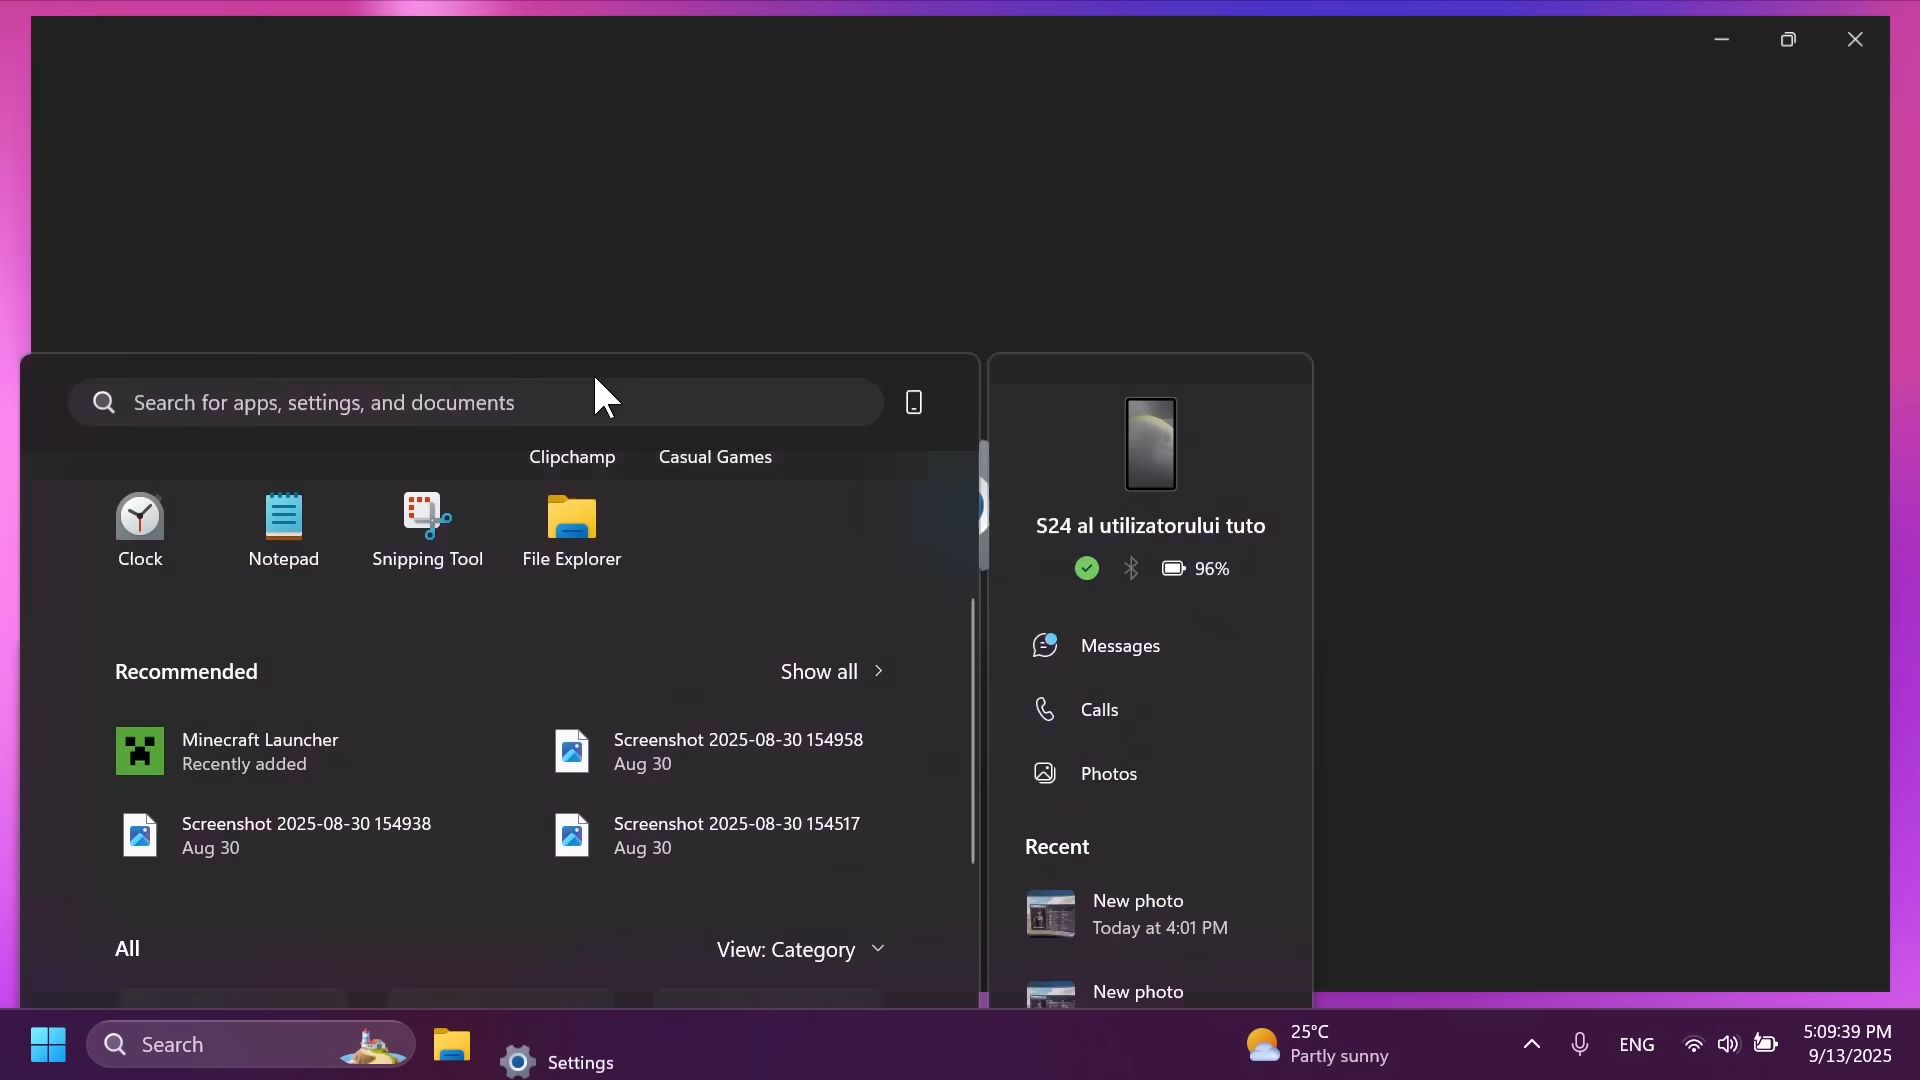 Search for apps, settings, and documents
Clipchamp
Casual Games
Clock
Notepad
Snipping Tool
File Explorer
Recommended
Show all
Minecraft Launcher
Recently added
Screenshot 2025-08-30 154958
Aug 30
Screenshot 2025-08-30 154938
Aug 30
Screenshot 2025-08-30 154517
Aug 30
All
View: Category
S24 al utilizatorului tuto
96%
Messages
Calls
Photos
Recent
New photo
Today at 4:01 PM
New photo
Search
Settings
25°C
Partly sunny
ENG
5:09:39 PM
9/13/2025